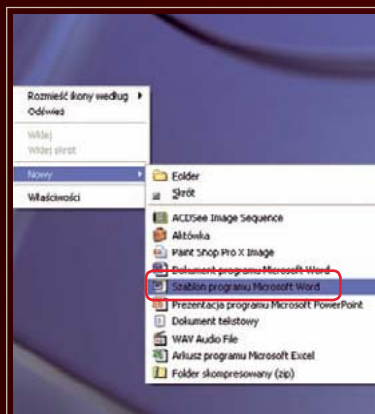 Rozmieść ikony według
Odśwież
Wklej
Wklej skrót
Nowy
Właściwości
Folder
Skrót
ACDSee Image Sequence
Aktówka
Paint Shop Pro X Image
Dokument programu Microsoft Word
Szablon programu Microsoft Word
Prezentacja programu Microsoft PowerPoint
Dokument tekstowy
WAV Audio File
Arkusz programu Microsoft Excel
Folder skompresowany (zip)